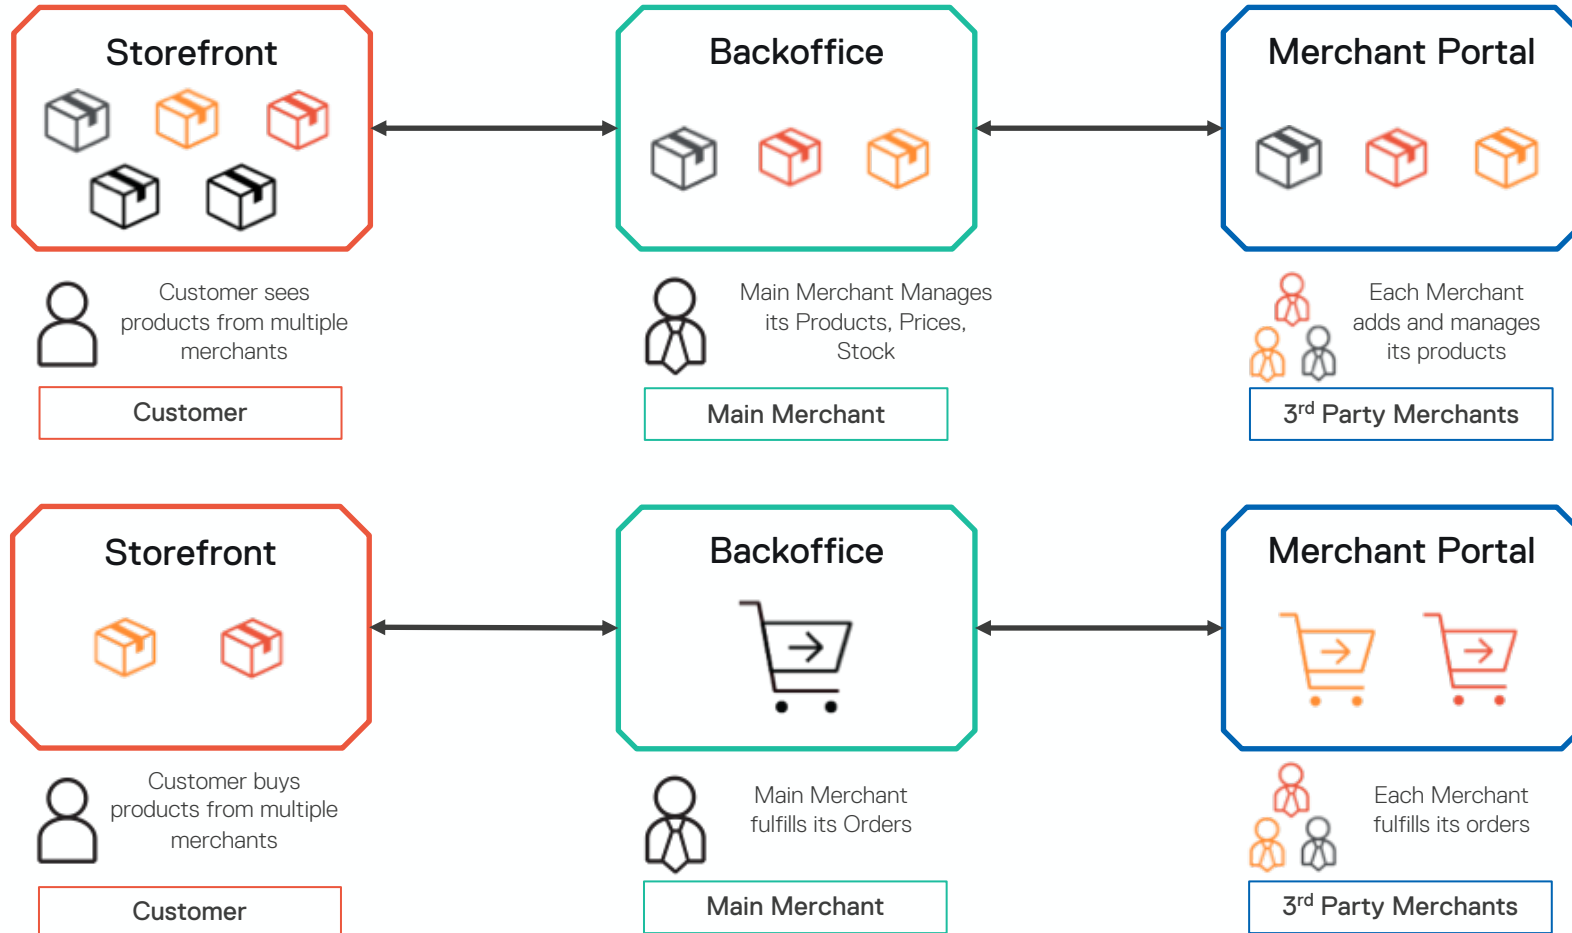 Storefront
Backoffice
Merchant Portal
Customer sees
products from multiple
merchants
Main Merchant Manages
its Products, Prices,
Stock
Each Merchant
adds and manages
its products
Customer
Main Merchant
3rd Party Merchants
Storefront
Backoffice
Merchant Portal
Customer buys
products from multiple
merchants
Main Merchant
fulfills its Orders
Each Merchant
fulfills its orders
Customer
Main Merchant
3rd Party Merchants